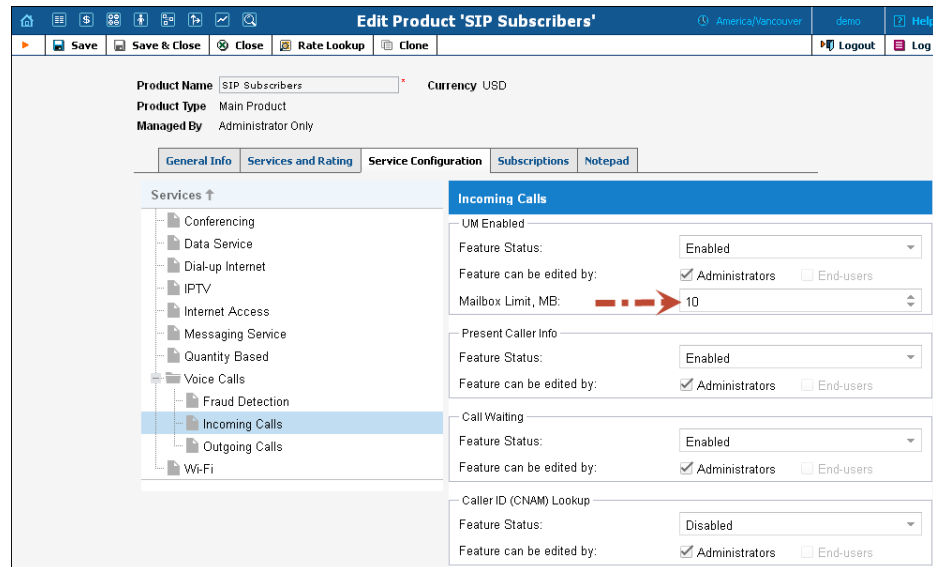 Edit Product 'SIP Subscribers' America/Vancouver demo ? Help
Save Save & Close Close Rate Lookup Clone Logout Log
Product Name SIP Subscribers * Currency USD
Product Type Main Product
Managed By Administrator Only
General Info Services and Rating Service Configuration Subscriptions Notepad
Services
Conferencing
Data Service
Dial-up Internet
IPTV
Internet Access
Messaging Service
Quantity Based
Voice Calls
Fraud Detection
Incoming Calls
Outgoing Calls
Wi-Fi
Incoming Calls
UM Enabled
Feature Status: Enabled
Feature can be edited by: Administrators End-users
Mailbox Limit, MB: 10
Present Caller Info
Feature Status: Enabled
Feature can be edited by: Administrators End-users
Call Waiting
Feature Status: Enabled
Feature can be edited by: Administrators End-users
Caller ID (CNAM) Lookup
Feature Status: Disabled
Feature can be edited by: Administrators End-users